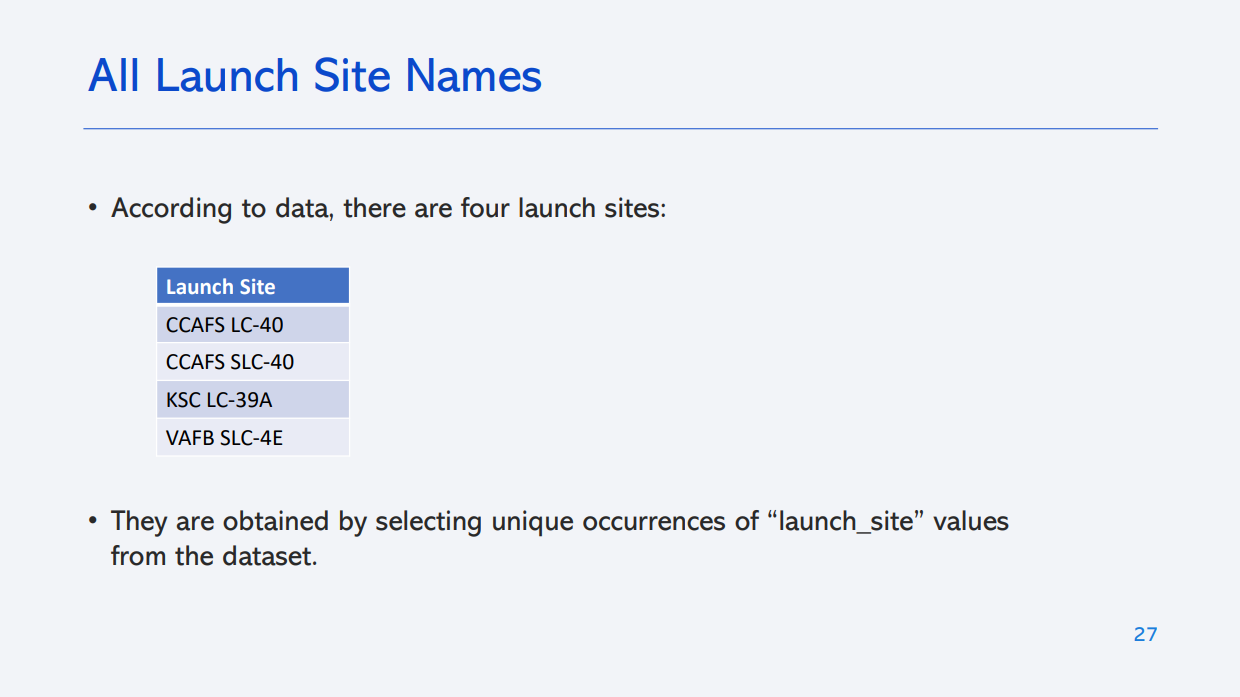 All Launch Site Names
• According to data, there are four launch sites:
Launch Site
CCAFS LC-40
CCAFS SLC-40
KSC LC-39A
VAFB SLC-4E
• They are obtained by selecting unique occurrences of “launch_site” values
from the dataset.
27